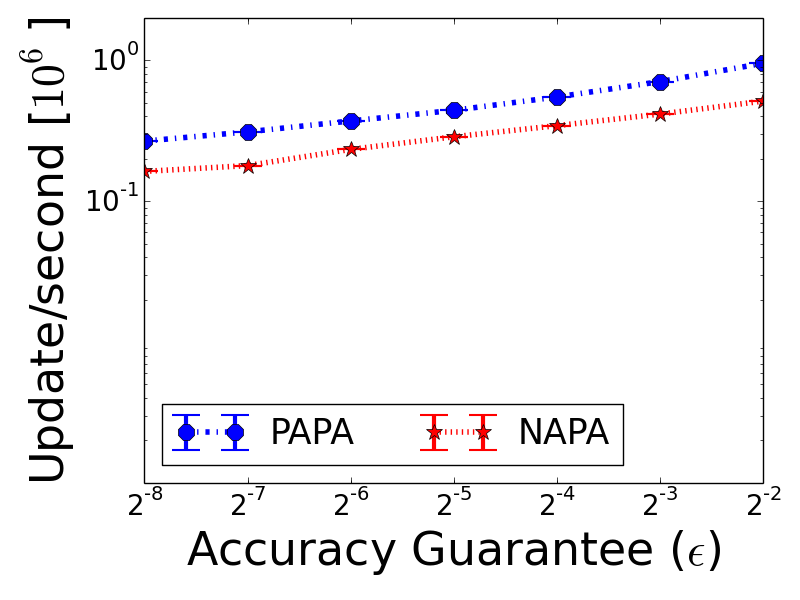 Update/second [10^6 ]
10^0
10^-1
PAPA NAPA
2^-8 2^-7 2^-6 2^-5 2^-4 2^-3 2^-2
Accuracy Guarantee (ϵ)